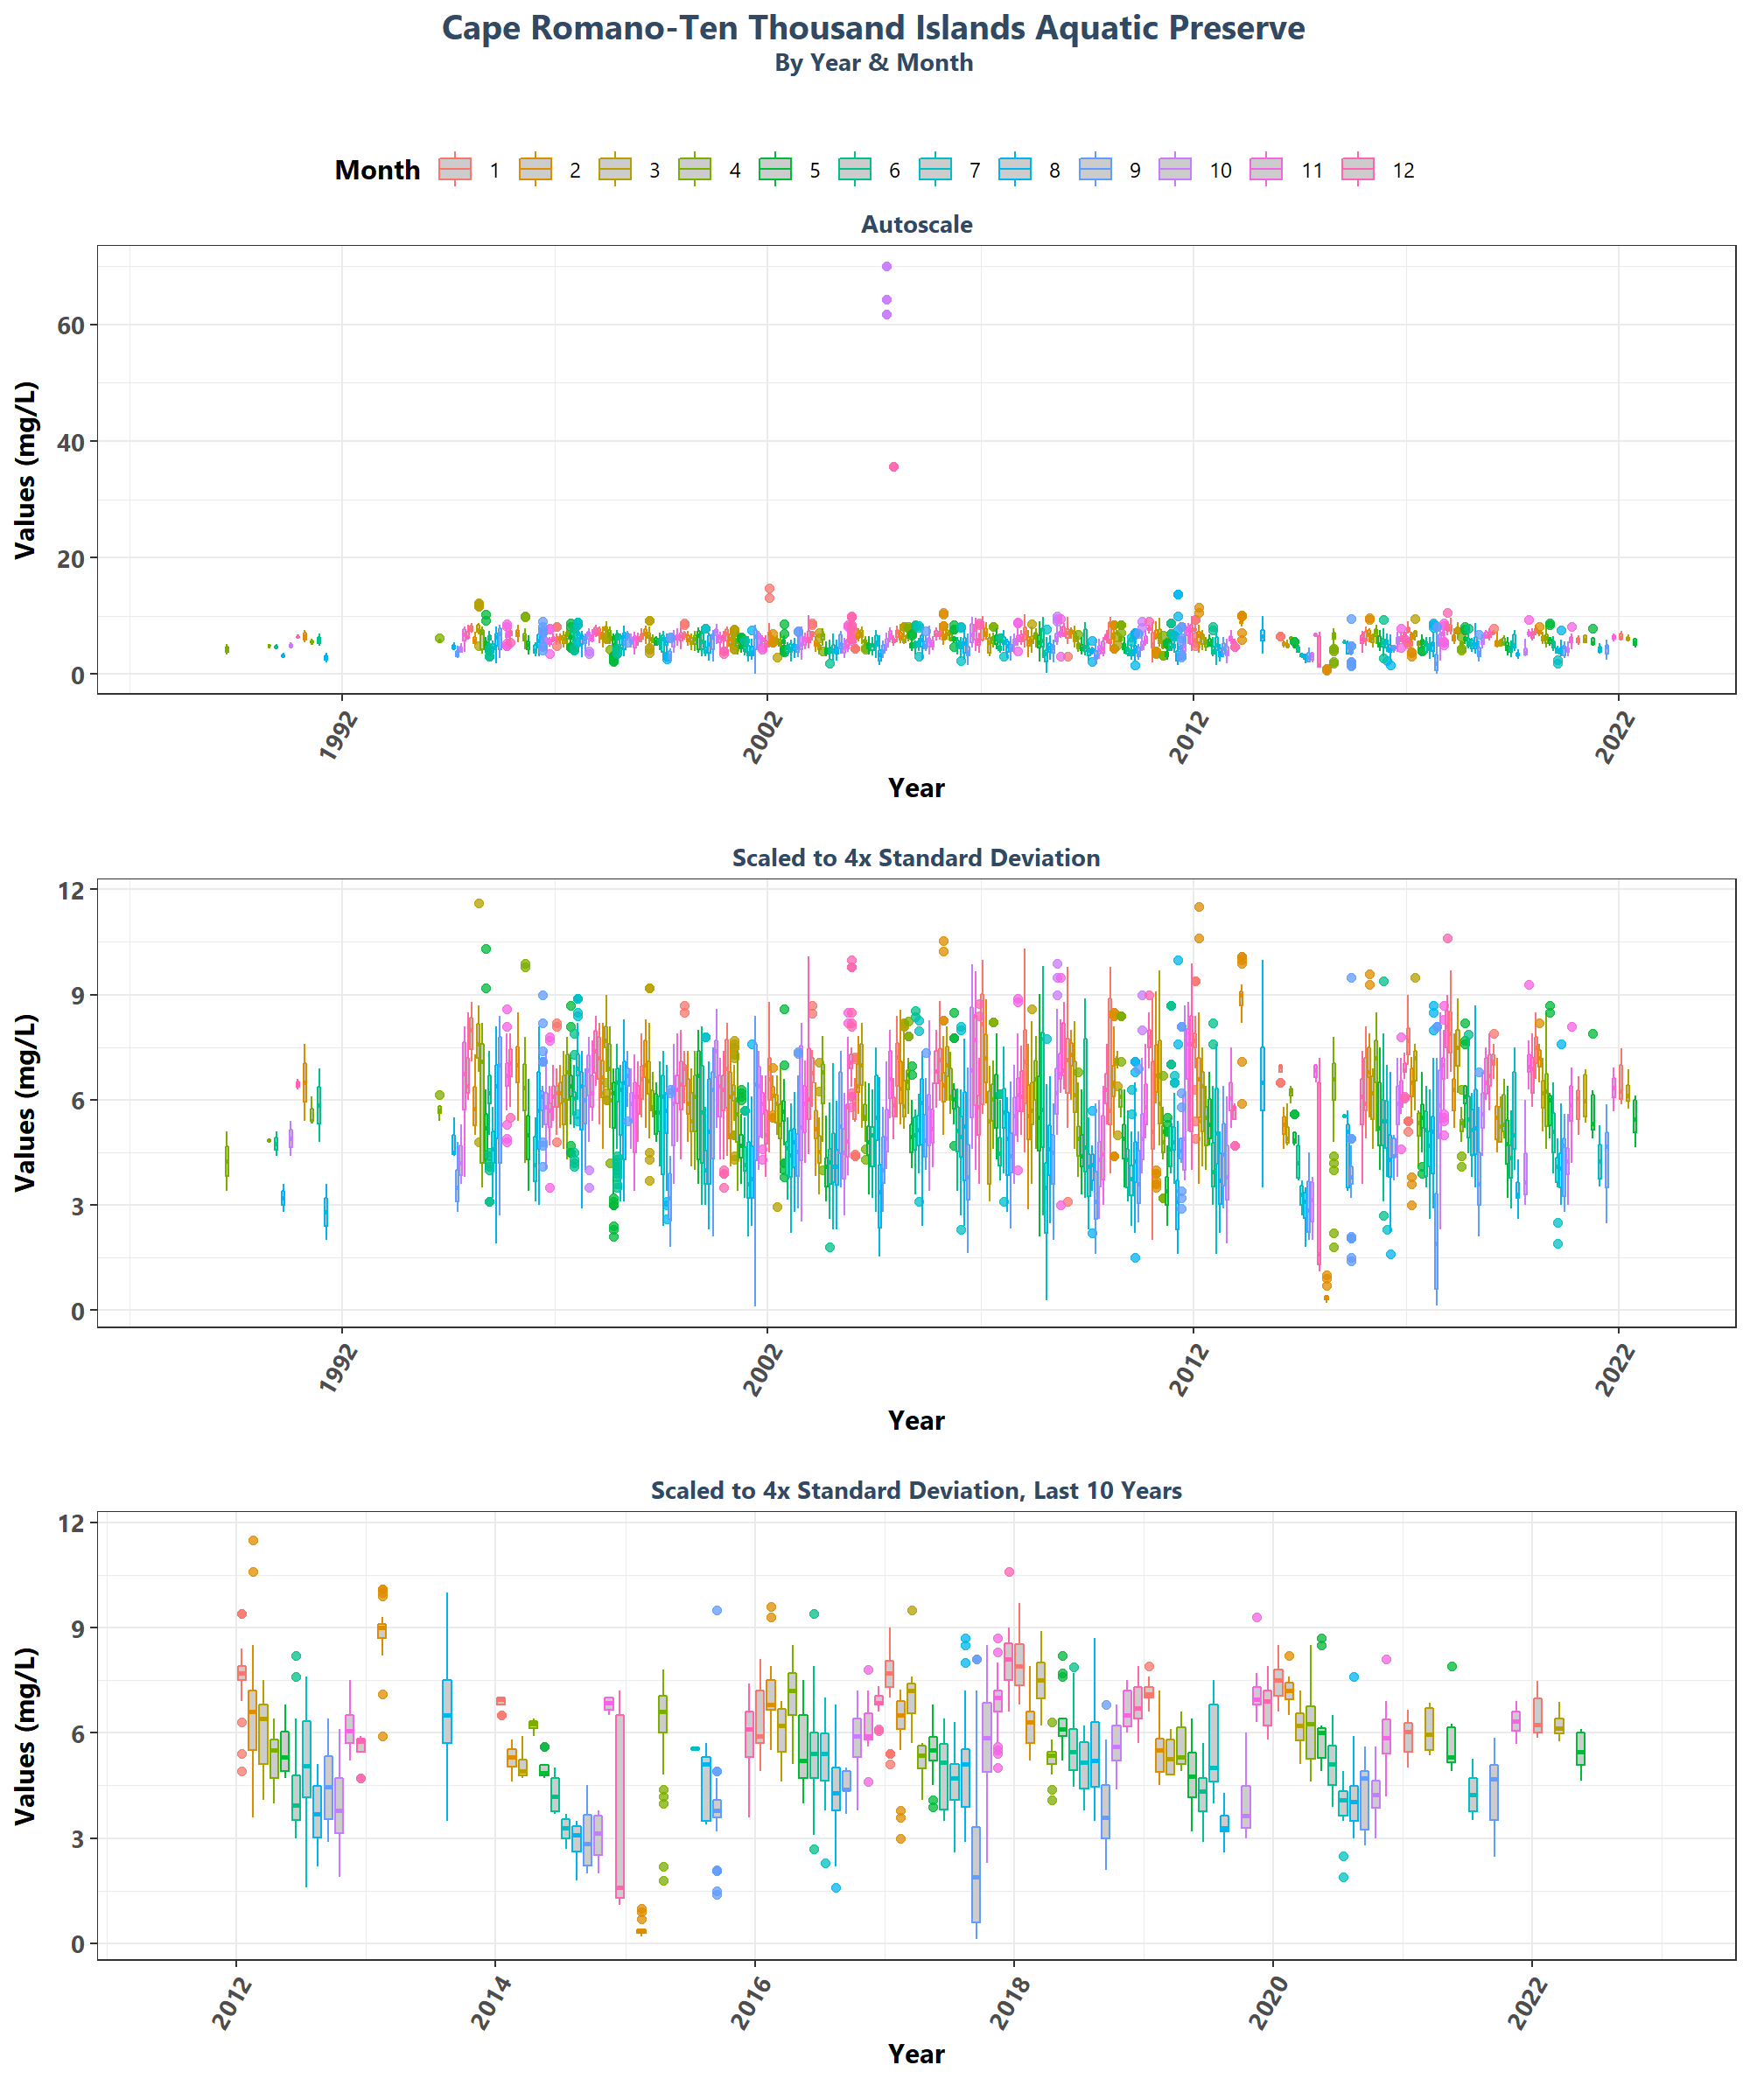 Cape Romano-Ten Thousand Islands Aquatic Preserve
By Year & Month
Month 1 2 3 4 5 6 7 8 9 10 11 12
Autoscale
Values (mg/L)
60
40
20
0
1992 2002 2012 2022
Year
Scaled to 4x Standard Deviation
Values (mg/L)
12
9
6
3
0
1992 2002 2012 2022
Year
Scaled to 4x Standard Deviation, Last 10 Years
Values (mg/L)
12
9
6
3
0
2012 2014 2016 2018 2020 2022
Year